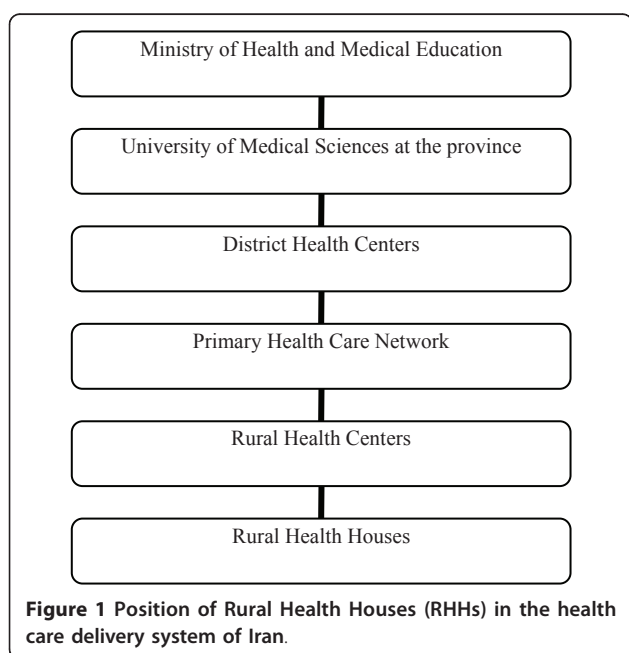 Ministry of Health and Medical Education
University of Medical Sciences at the province
District Health Centers
Primary Health Care Network
Rural Health Centers
Rural Health Houses
Figure 1 Position of Rural Health Houses (RHHs) in the health
care delivery system of Iran.